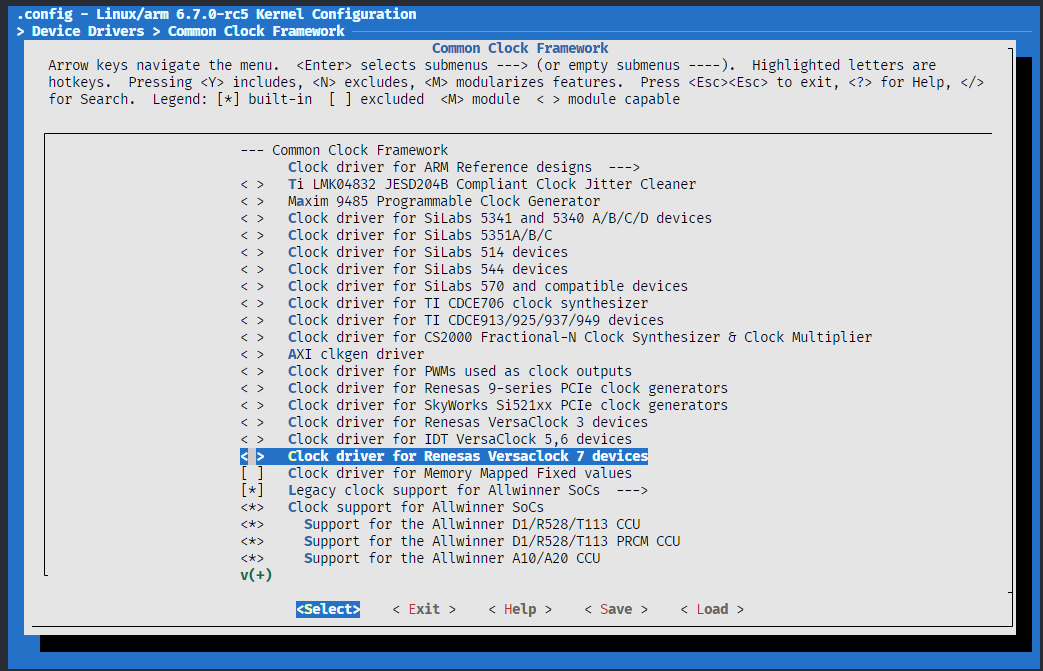 .config - Linux/arm 6.7.0-rc5 Kernel Configuration
> Device Drivers > Common Clock Framework
Common Clock Framework
Arrow keys navigate the menu.  <Enter> selects submenus ---> (or empty submenus ----).  Highlighted letters are
hotkeys.  Pressing <Y> includes, <N> excludes, <M> modularizes features.  Press <Esc><Esc> to exit, <?> for Help, </>
for Search.  Legend: [*] built-in  [ ] excluded  <M> module  < > module capable
--- Common Clock Framework
Clock driver for ARM Reference designs  --->
< >   Ti LMK04832 JESD204B Compliant Clock Jitter Cleaner
< >   Maxim 9485 Programmable Clock Generator
< >   Clock driver for SiLabs 5341 and 5340 A/B/C/D devices
< >   Clock driver for SiLabs 5351A/B/C
< >   Clock driver for SiLabs 514 devices
< >   Clock driver for SiLabs 544 devices
< >   Clock driver for SiLabs 570 and compatible devices
< >   Clock driver for TI CDCE706 clock synthesizer
< >   Clock driver for TI CDCE913/925/937/949 devices
< >   Clock driver for CS2000 Fractional-N Clock Synthesizer & Clock Multiplier
< >   AXI clkgen driver
< >   Clock driver for PWMs used as clock outputs
< >   Clock driver for Renesas 9-series PCIe clock generators
< >   Clock driver for SkyWorks Si521xx PCIe clock generators
< >   Clock driver for Renesas VersaClock 3 devices
< >   Clock driver for IDT VersaClock 5,6 devices
< >   Clock driver for Renesas Versaclock 7 devices
[ ]   Clock driver for Memory Mapped Fixed values
[*]   Legacy clock support for Allwinner SoCs  --->
<*>   Clock support for Allwinner SoCs
<*>     Support for the Allwinner D1/R528/T113 CCU
<*>     Support for the Allwinner D1/R528/T113 PRCM CCU
<*>     Support for the Allwinner A10/A20 CCU
v(+)
<Select>    < Exit >    < Help >    < Save >    < Load >